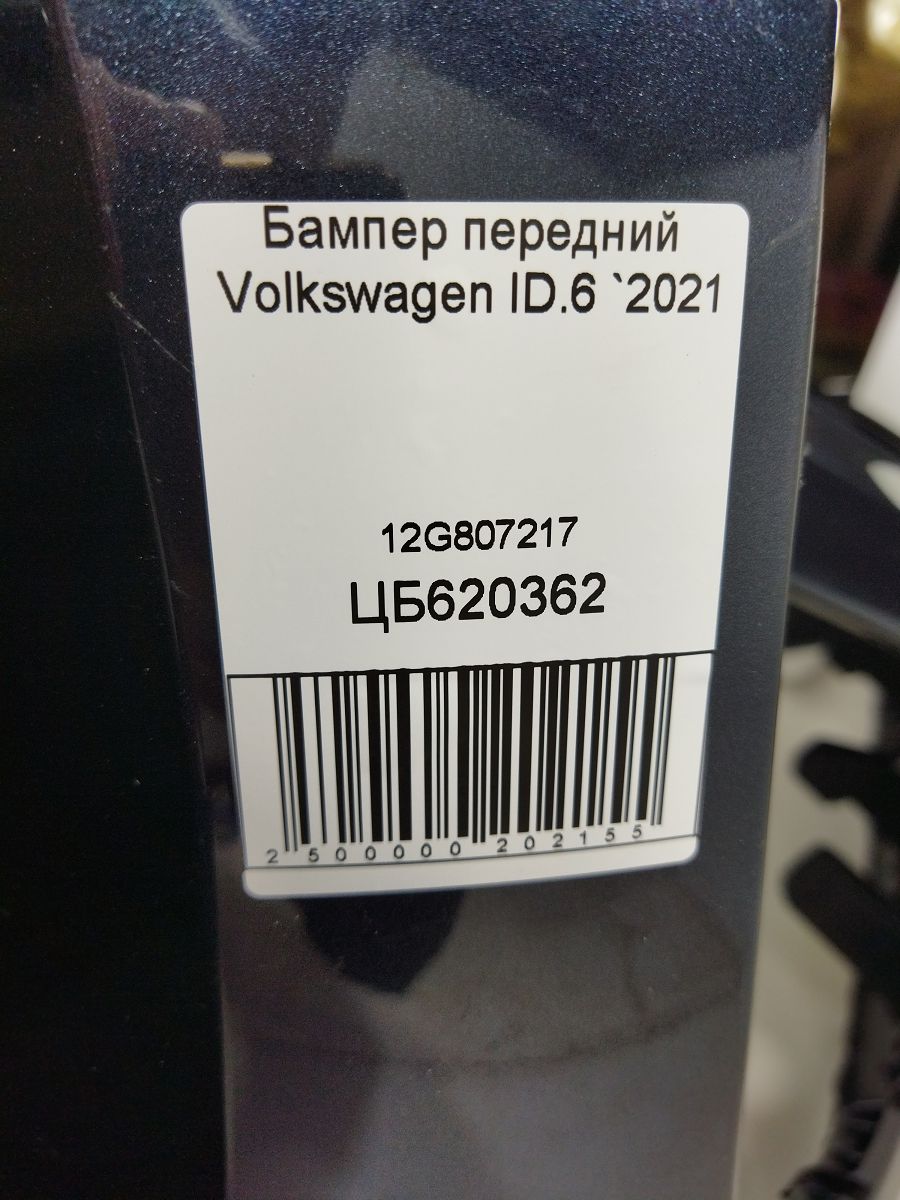 Бампер передний
Volkswagen ID.6 `2021
12G807217
ЦБ620362
2 500000 202155